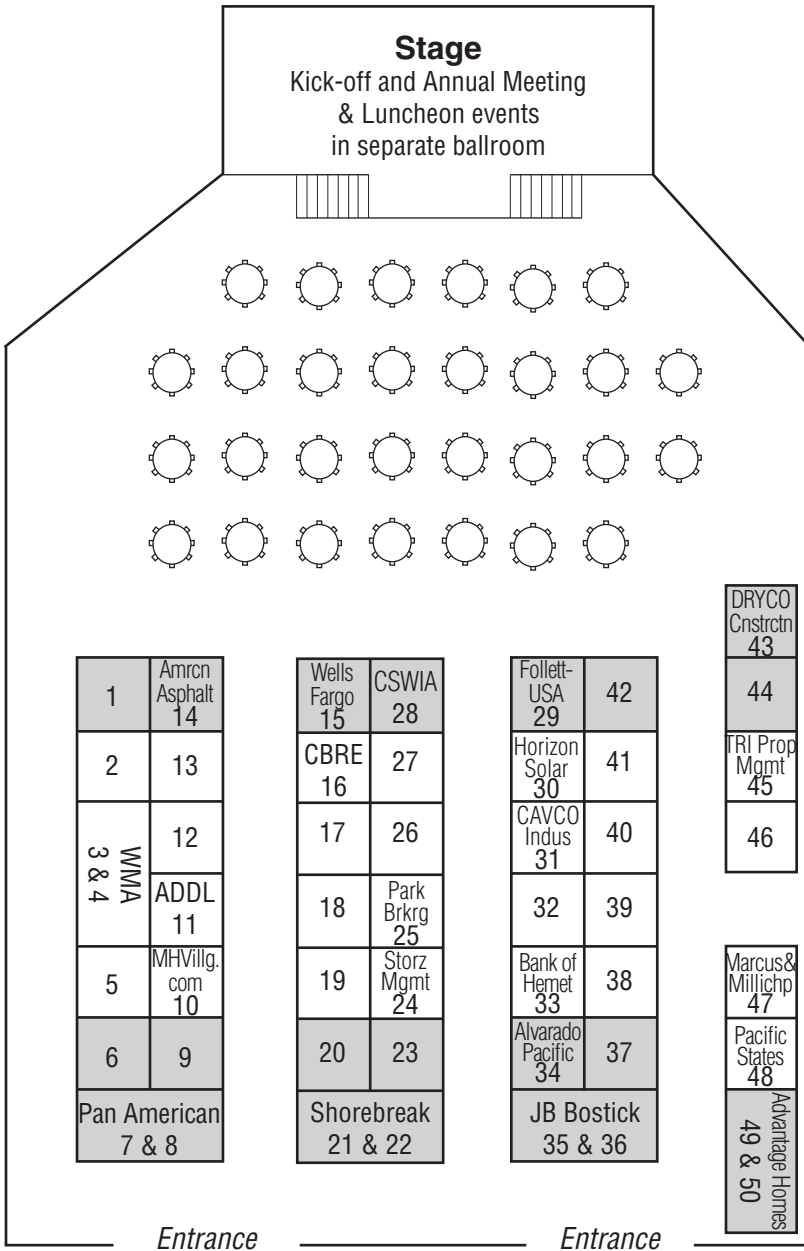 Stage
Kick-off and Annual Meeting
& Luncheon events
in separate ballroom
DRYCO
Cnstrctn
43
44
TRI Prop
Mgmt
45
46
1
Amrcn
Asphalt
14
2
13
WMA
3 & 4
12
ADDL
11
5
MHVillg.
com
10
6
9
Pan American
7 & 8
Wells
Fargo
15
CSWIA
28
CBRE
16
27
17
26
18
Park
Brkrg
25
19
Storz
Mgmt
24
20
23
Shorebreak
21 & 22
Follett-
USA
29
42
Horizon
Solar
30
41
CAVCO
Indus
31
40
32
39
Bank of
Hemet
33
38
Alvarado
Pacific
34
37
JB Bostick
35 & 36
Marcus&
Millichp
47
Pacific
States
48
Advantage Homes
49 & 50
Entrance
Entrance